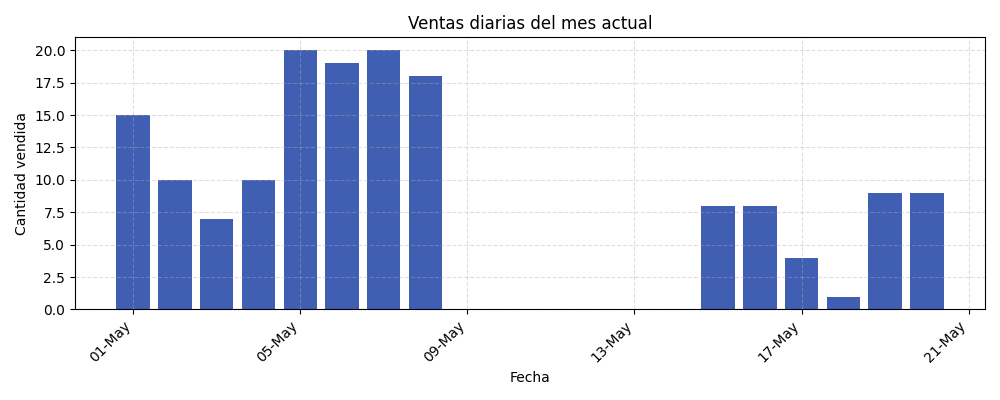 Ventas diarias del mes actual
Cantidad vendida
20.0
17.5
15.0
12.5
10.0
7.5
5.0
2.5
0.0
01-May
05-May
09-May
13-May
17-May
21-May
Fecha